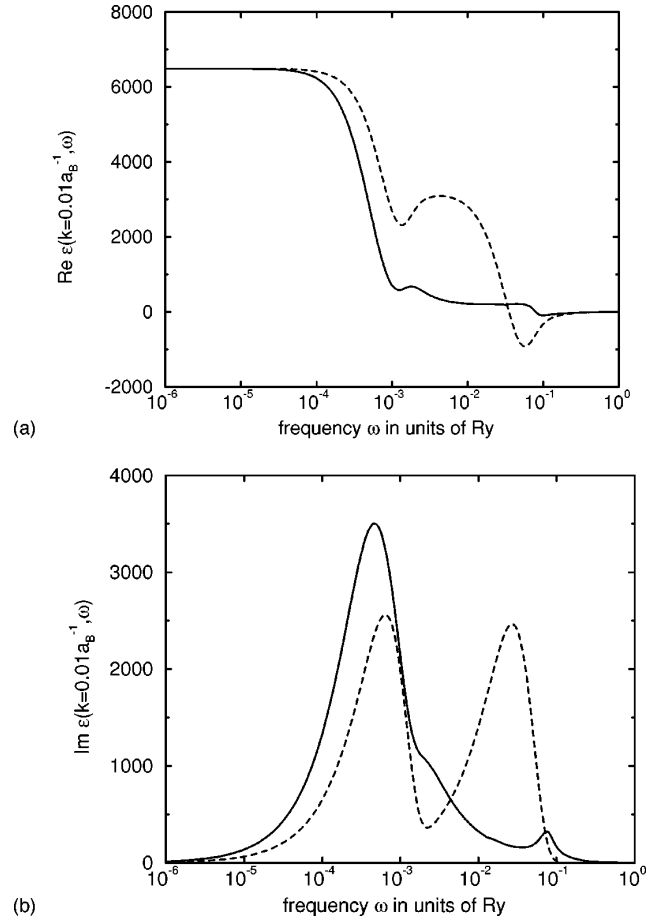 8000
6000
4000
2000
0
-2000
Re ε(k=0.01a_B^-1,ω)
10^-6 10^-5 10^-4 10^-3 10^-2 10^-1 10^0
frequency ω in units of Ry
(a)
4000
3000
2000
1000
0
Im ε(k=0.01a_B^-1,ω)
10^-6 10^-5 10^-4 10^-3 10^-2 10^-1 10^0
frequency ω in units of Ry
(b)